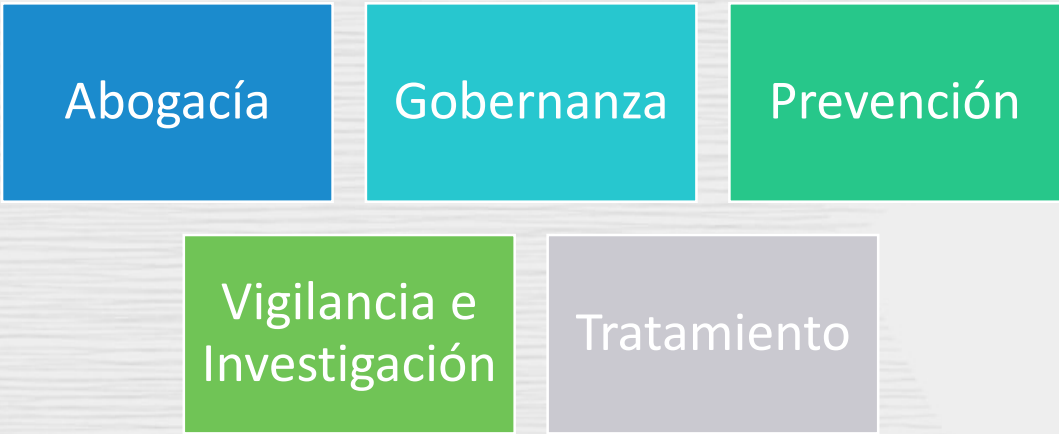 Abogacía
Gobernanza
Prevención
Vigilancia e
Investigación
Tratamiento